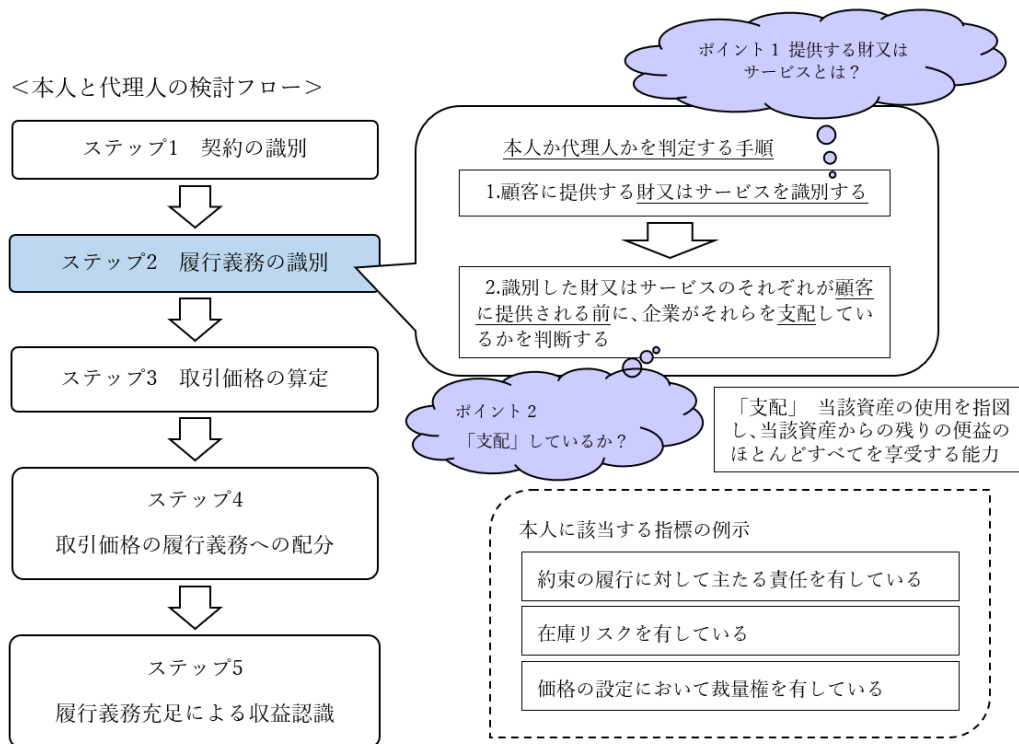 ＜本人と代理人の検討フロー＞
ステップ1　契約の識別
ステップ2　履行義務の識別
ステップ3　取引価格の算定
ステップ4
取引価格の履行義務への配分
ステップ5
履行義務充足による収益認識
ポイント 1 提供する財又は
サービスとは？
本人か代理人かを判定する手順
1.顧客に提供する財又はサービスを識別する
2.識別した財又はサービスのそれぞれが顧客
に提供される前に、企業がそれらを支配してい
るかを判断する
ポイント 2
「支配」しているか？
「支配」　当該資産の使用を指図
し、当該資産からの残りの便益の
ほとんどすべてを享受する能力
本人に該当する指標の例示
約束の履行に対して主たる責任を有している
在庫リスクを有している
価格の設定において裁量権を有している